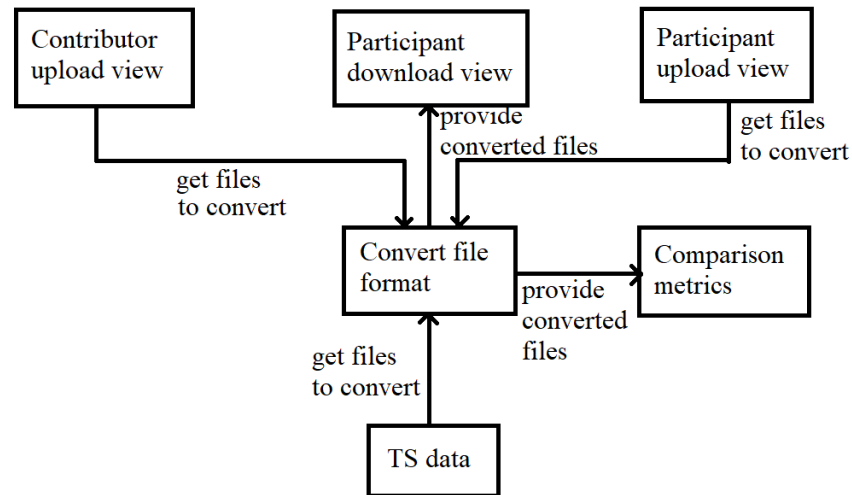 Contributor
upload view
Participant
download view
Participant
upload view
provide
converted files
get files
to convert
get files
to convert
Convert file
format
Comparison
metrics
provide
converted
files
get files
to convert
TS data